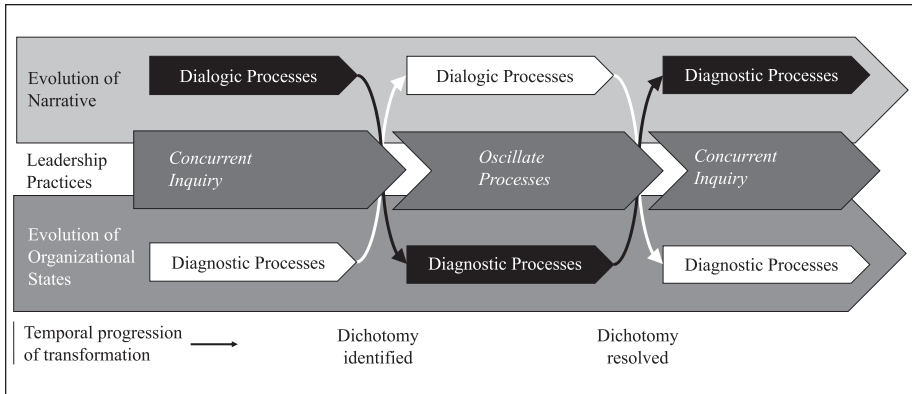 Evolution of
Narrative
Dialogic Processes
Dialogic Processes
Diagnostic Processes
Leadership
Practices
Concurrent
Inquiry
Oscillate
Processes
Concurrent
Inquiry
Evolution of
Organizational
States
Diagnostic Processes
Diagnostic Processes
Diagnostic Processes
Temporal progression
of transformation
Dichotomy
identified
Dichotomy
resolved